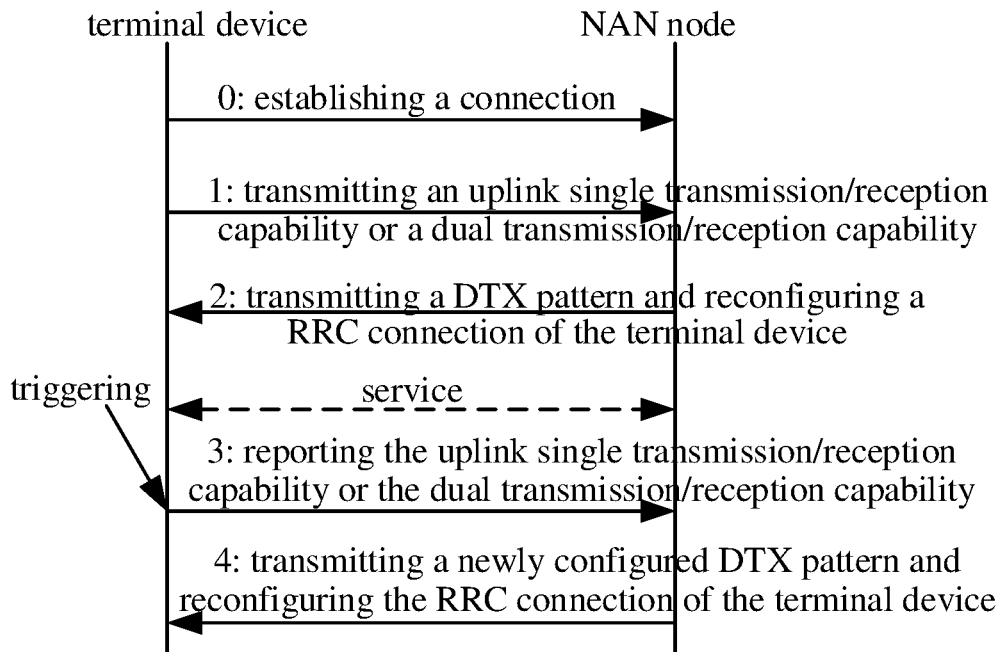 terminal device
NAN node
0: establishing a connection
1: transmitting an uplink single transmission/reception
capability or a dual transmission/reception capability
2: transmitting a DTX pattern and reconfiguring a
RRC connection of the terminal device
triggering
service
3: reporting the uplink single transmission/reception
capability or the dual transmission/reception capability
4: transmitting a newly configured DTX pattern and
reconfiguring the RRC connection of the terminal device